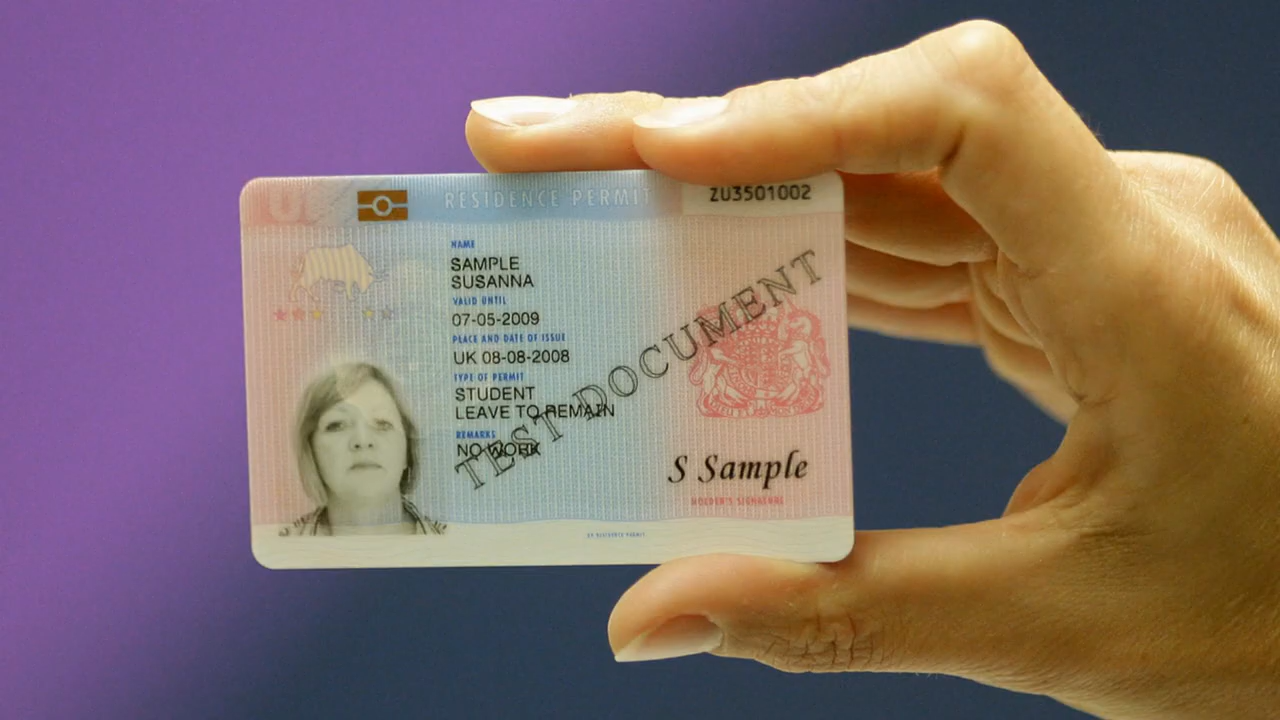 UK
RESIDENCE PERMIT
ZU3501002
NAME
SAMPLE
SUSANNA
VALID UNTIL
07-05-2009
PLACE AND DATE OF ISSUE
UK 08-08-2008
TYPE OF PERMIT
STUDENT
LEAVE TO REMAIN
REMARKS
NO WORK
TEST DOCUMENT
S Sample
HOLDER'S SIGNATURE